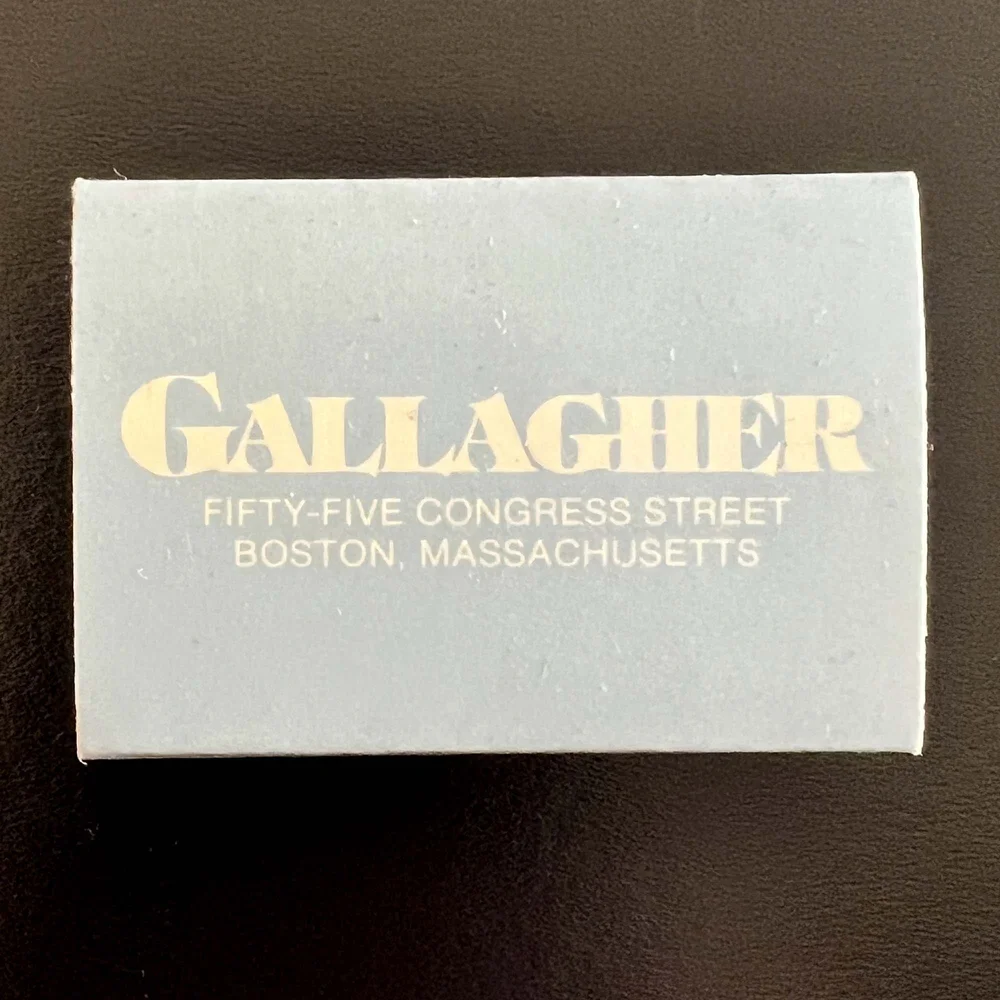 GALLAGHER
FIFTY-FIVE CONGRESS STREET
BOSTON, MASSACHUSETTS